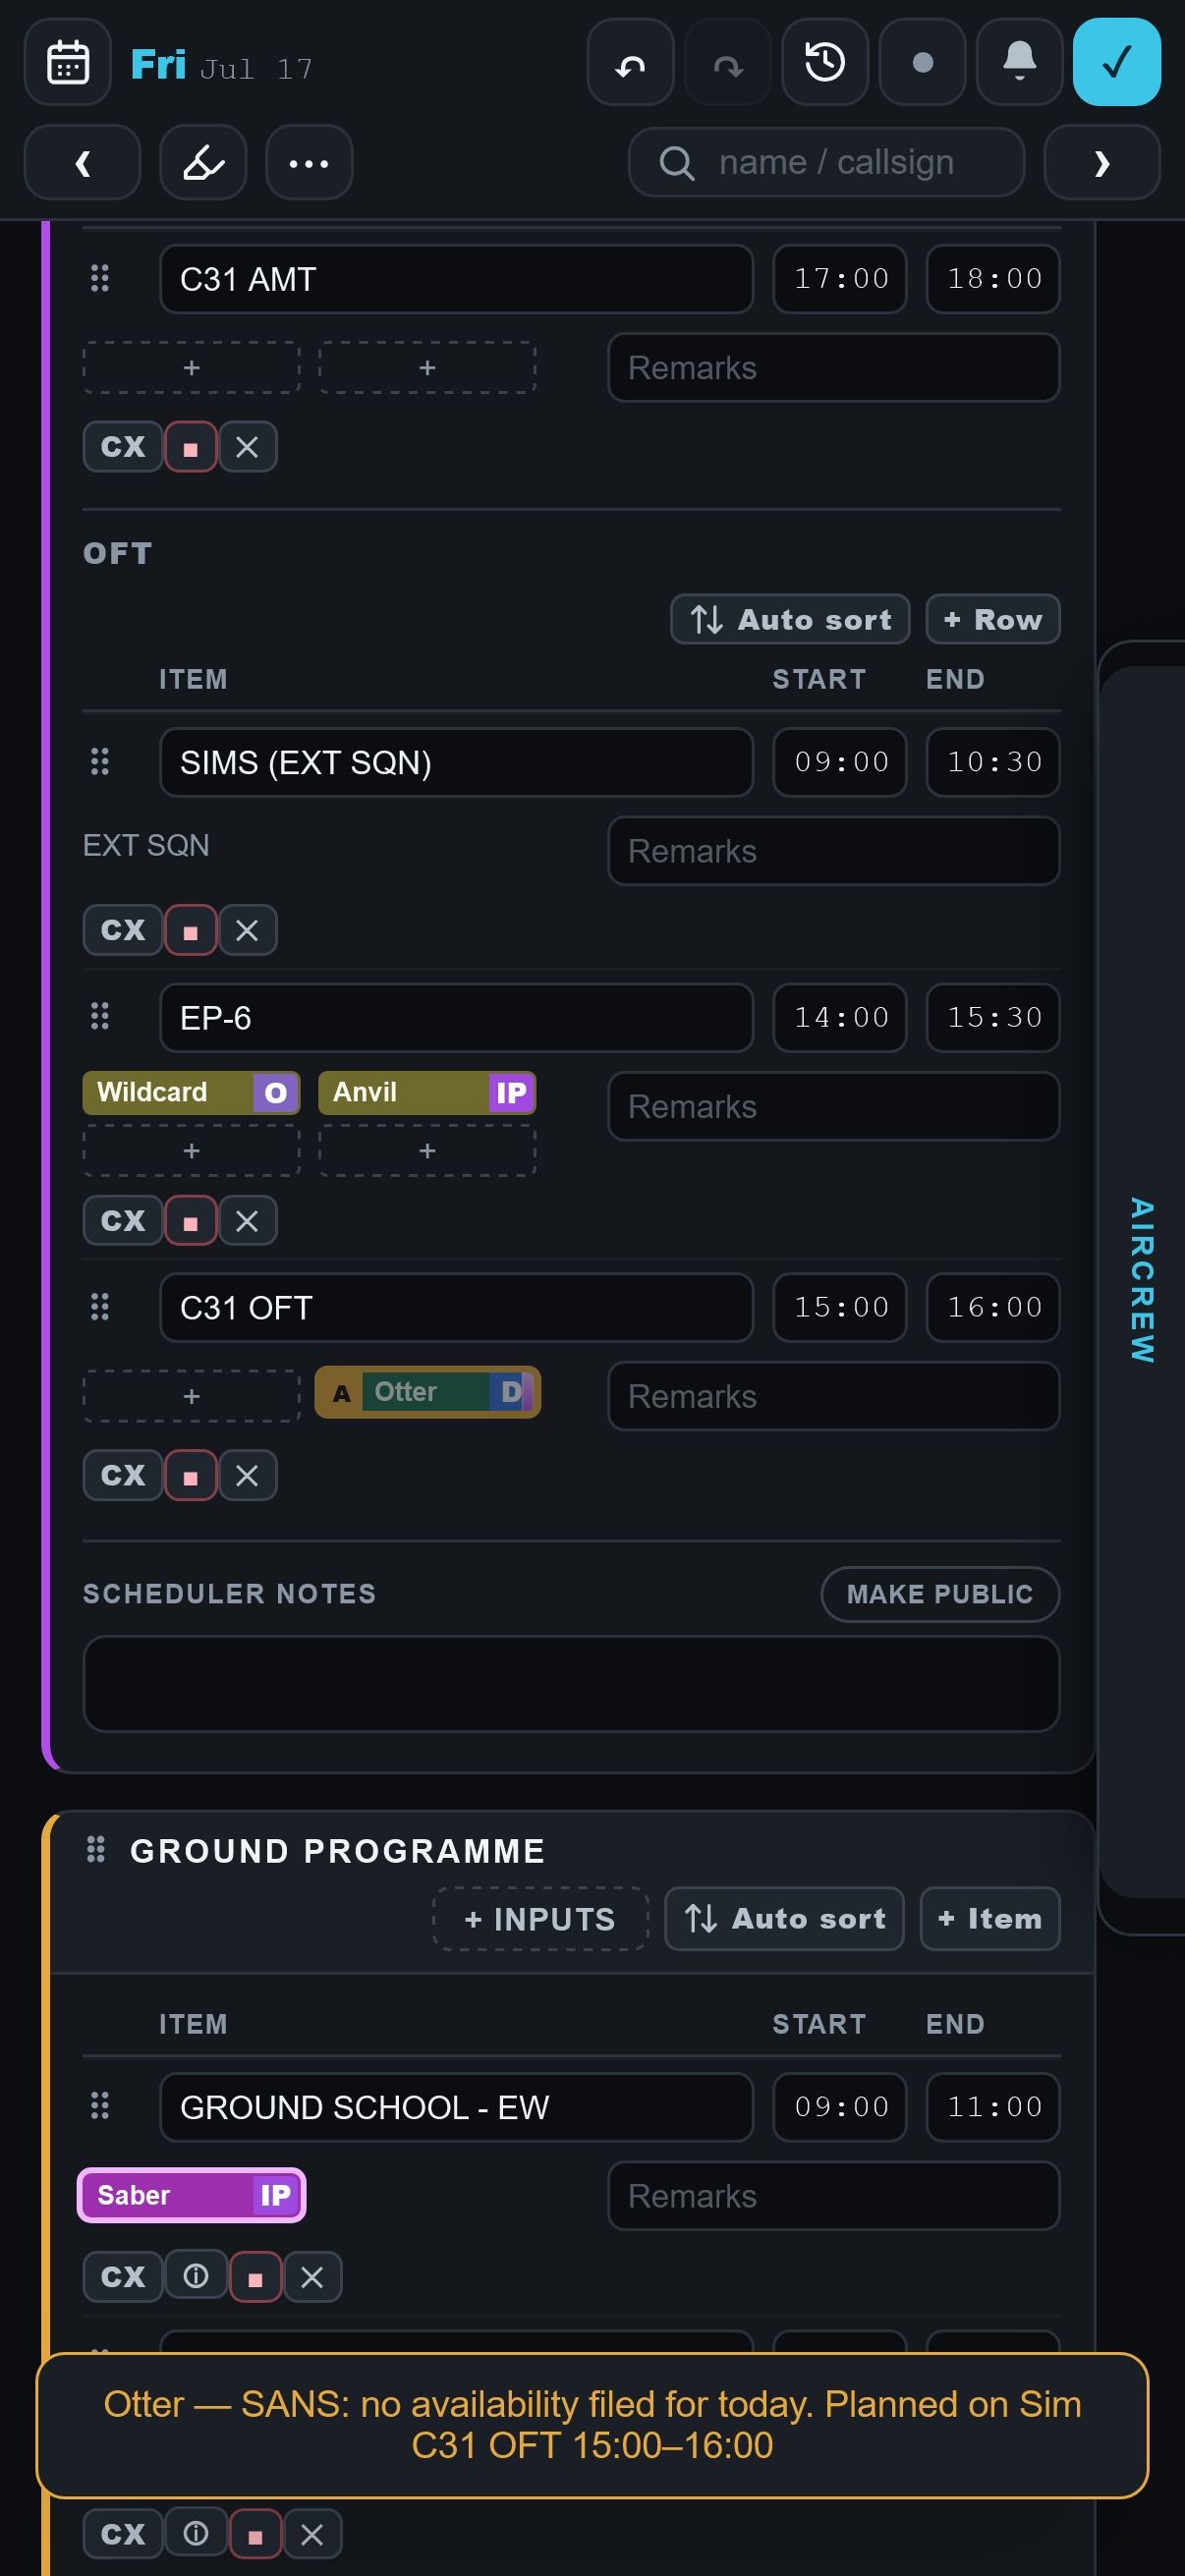 Fri Jul 17
name / callsign
C31 AMT 17:00 18:00
+ + Remarks
CX
OFT
Auto sort + Row
ITEM START END
SIMS (EXT SQN) 09:00 10:30
EXT SQN Remarks
CX
EP-6 14:00 15:30
Wildcard O Anvil IP Remarks
+ +
CX
AIRCREW
C31 OFT 15:00 16:00
+ A Otter D Remarks
CX
SCHEDULER NOTES MAKE PUBLIC
GROUND PROGRAMME
+ INPUTS Auto sort + Item
ITEM START END
GROUND SCHOOL - EW 09:00 11:00
Saber IP Remarks
CX
Otter — SANS: no availability filed for today. Planned on Sim
C31 OFT 15:00–16:00
CX